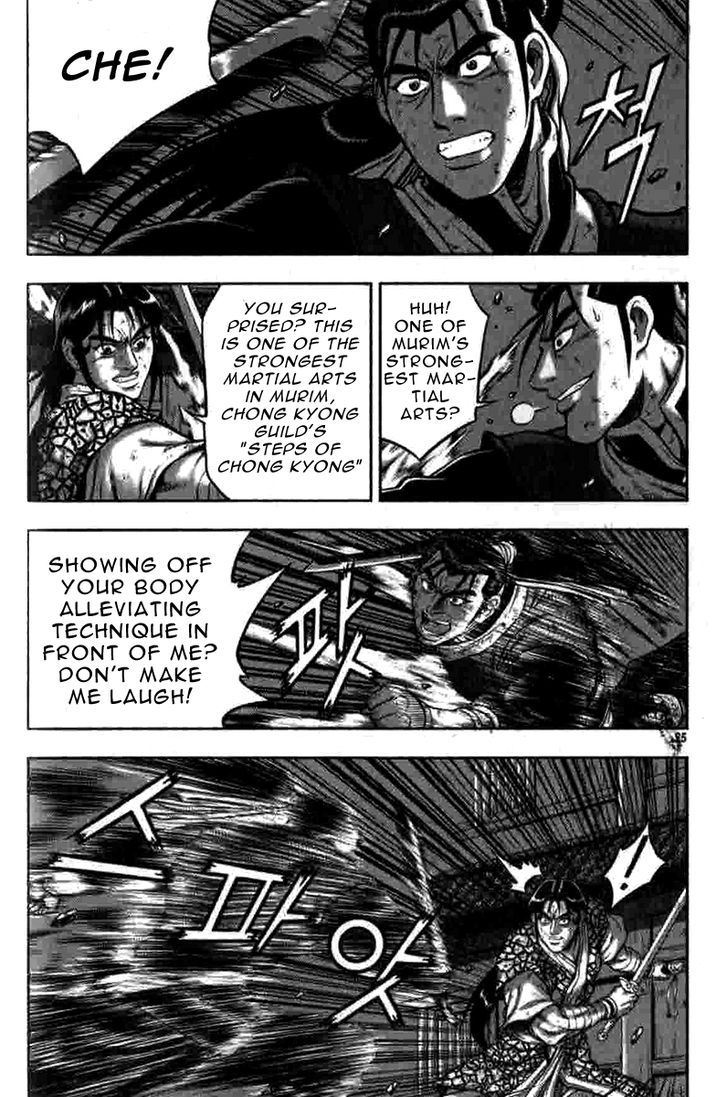 CHE!
척
YOU SUR-
PRISED? THIS
IS ONE OF THE
STRONGEST
MARTIAL ARTS
IN MURIM,
CHONG KYONG
GUILD'S
"STEPS OF
CHONG KYONG"
HUH!
ONE OF
MURIM'S
STRONG-
EST MAR-
TIAL
ARTS?
SHOWING OFF
YOUR BODY
ALLEVIATING
TECHNIQUE IN
FRONT OF ME?
DON'T MAKE
ME LAUGH!
팟
스파앗
!